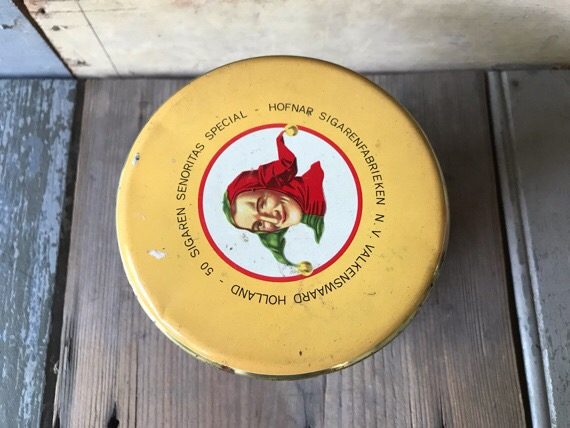 50 SIGAREN SENORITAS SPECIAL - HOFNAR SIGARENFABRIEKEN N.V. VALKENSWAARD HOLLAND -